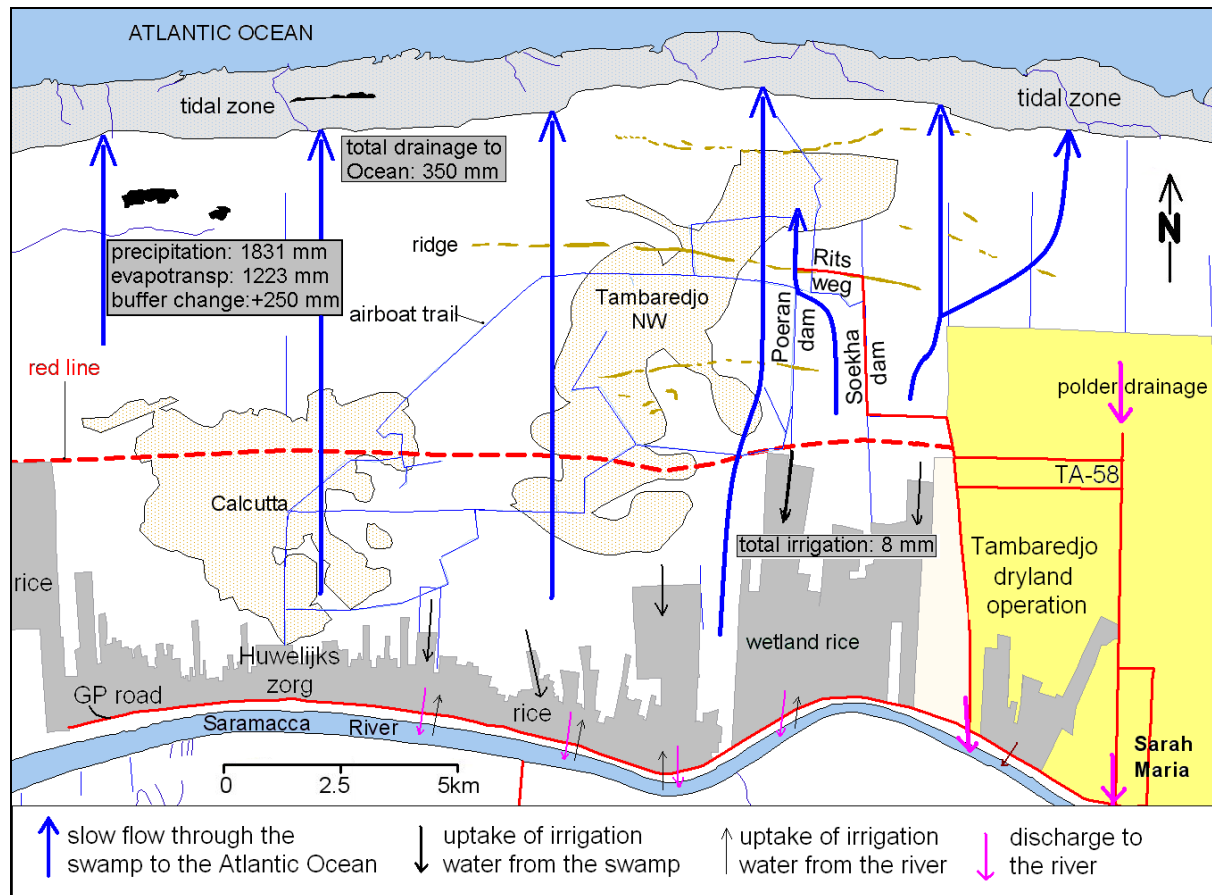 ATLANTIC OCEAN
tidal zone
tidal zone
total drainage to
Ocean: 350 mm
N
precipitation: 1831 mm
evapotransp: 1223 mm
buffer change:+250 mm
ridge
Rits
weg
airboat trail
Tambaredjo
NW
Poeran
dam
Soekha
dam
red line
polder drainage
Calcutta
TA-58
total irrigation: 8 mm
rice
Tambaredjo
dryland
operation
wetland rice
Huwelijks
zorg
GP road
rice
Saramacca
River
Sarah
Maria
0 2.5 5km
slow flow through the
swamp to the Atlantic Ocean
uptake of irrigation
water from the swamp
uptake of irrigation
water from the river
discharge to
the river